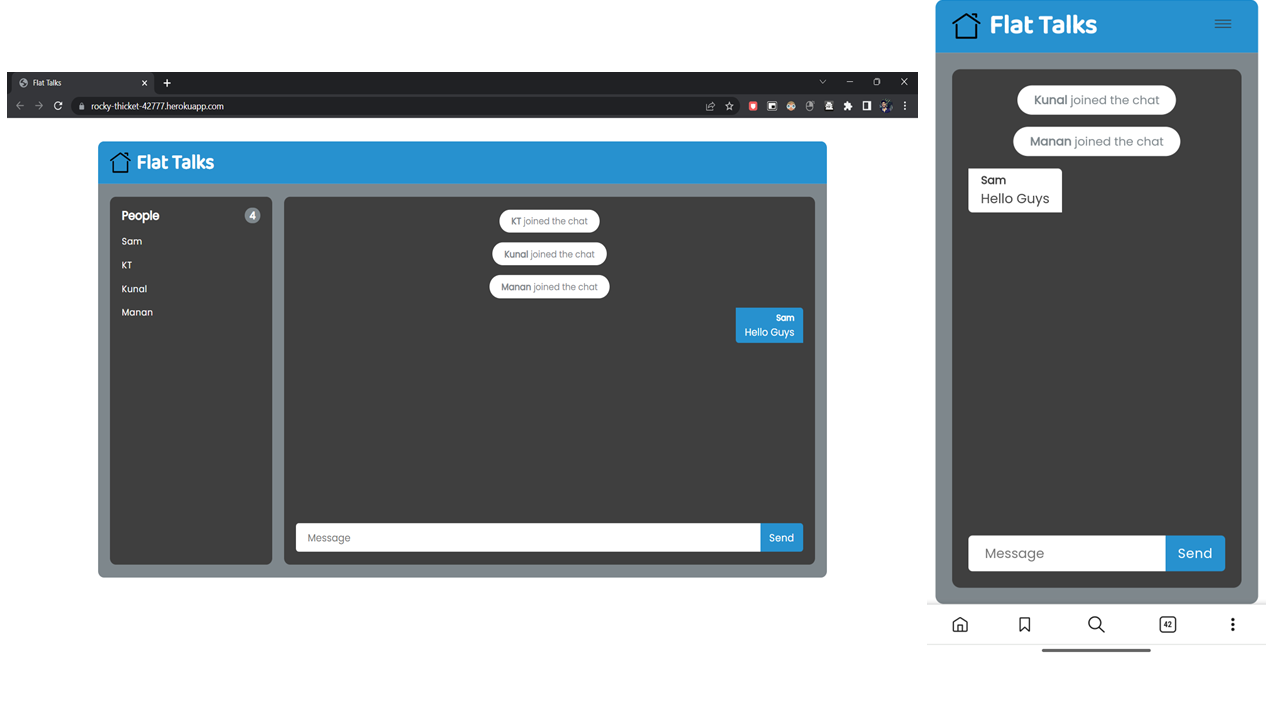 Flat Talks
rocky-thicket-42777.herokuapp.com
Flat Talks
People 4
Sam
KT
Kunal
Manan
KT joined the chat
Kunal joined the chat
Manan joined the chat
Sam
Hello Guys
Message Send
Flat Talks
Kunal joined the chat
Manan joined the chat
Sam
Hello Guys
Message Send
42